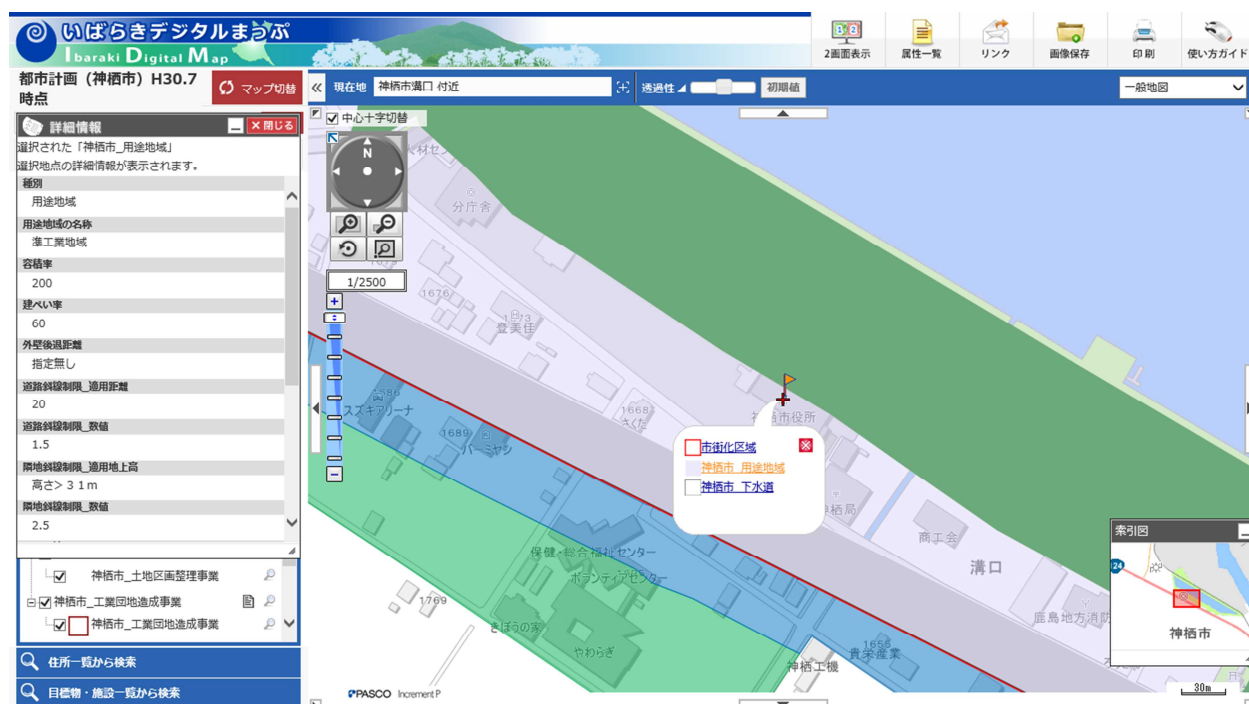 いばらきデジタルまっぷ
Ibaraki Digital Map
2画面表示
属性一覧
リンク
画像保存
印刷
使い方ガイド
都市計画（神栖市）H30.7
時点
マップ切替
現在地
神栖市溝口 付近
透過性
初期値
一般地図
詳細情報
×閉じる
選択された「神栖市_用途地域」
選択地点の詳細情報が表示されます。
種別
用途地域
用途地域の名称
準工業地域
容積率
200
建ぺい率
60
外壁後退距離
指定無し
道路斜線制限_適用距離
20
道路斜線制限_数値
1.5
隣地斜線制限_適用地上高
高さ＞３１ｍ
隣地斜線制限_数値
2.5
神栖市_土地区画整理事業
神栖市_工業団地造成事業
神栖市_工業団地造成事業
住所一覧から検索
目標物・施設一覧から検索
中心十字切替
N
1/2500
分庁舎
1676
登美佳
スズキアリーナ
1689
バーミヤン
1668
さくだ
神栖市役所
市街化区域
神栖市_用途地域
神栖市_下水道
栖局
商工会
溝口
鹿島地方消防
保健・総合福祉センター
ボランティアセンター
1769
きぼうの家
やわらぎ
1655
貴栄産業
神栖工機
索引図
124
神栖市
30m
PASCO Increment P